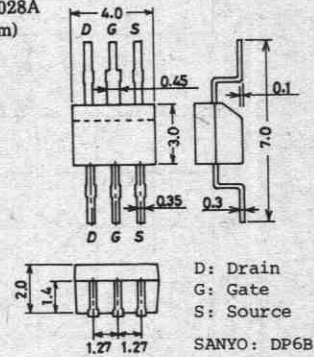 028A
m)
4.0
D G S
0.45
0.1
3.0
7.0
0.35
0.3
D G S
2.0
1.4
1.27 1.27
D: Drain
G: Gate
S: Source
SANYO: DP6B